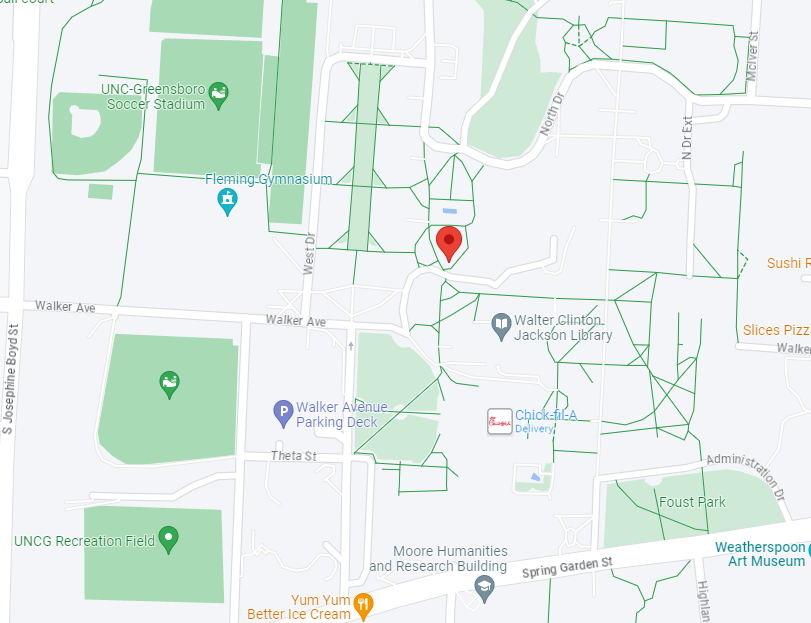 UNC-Greensboro
Soccer Stadium
McIver St
North Dr
N Dr Ext
Fleming Gymnasium
West Dr
Sushi R
Walker Ave
Walker Ave
Walter Clinton
Jackson Library
Slices Pizz
Walke
S Josephine Boyd St
P
Walker Avenue
Parking Deck
Chick-fil-A
Delivery
Theta St
Administration Dr
Foust Park
UNCG Recreation Field
Moore Humanities
and Research Building
Spring Garden St
Weatherspoon
Art Museum
Yum Yum
Better Ice Cream
Highlan